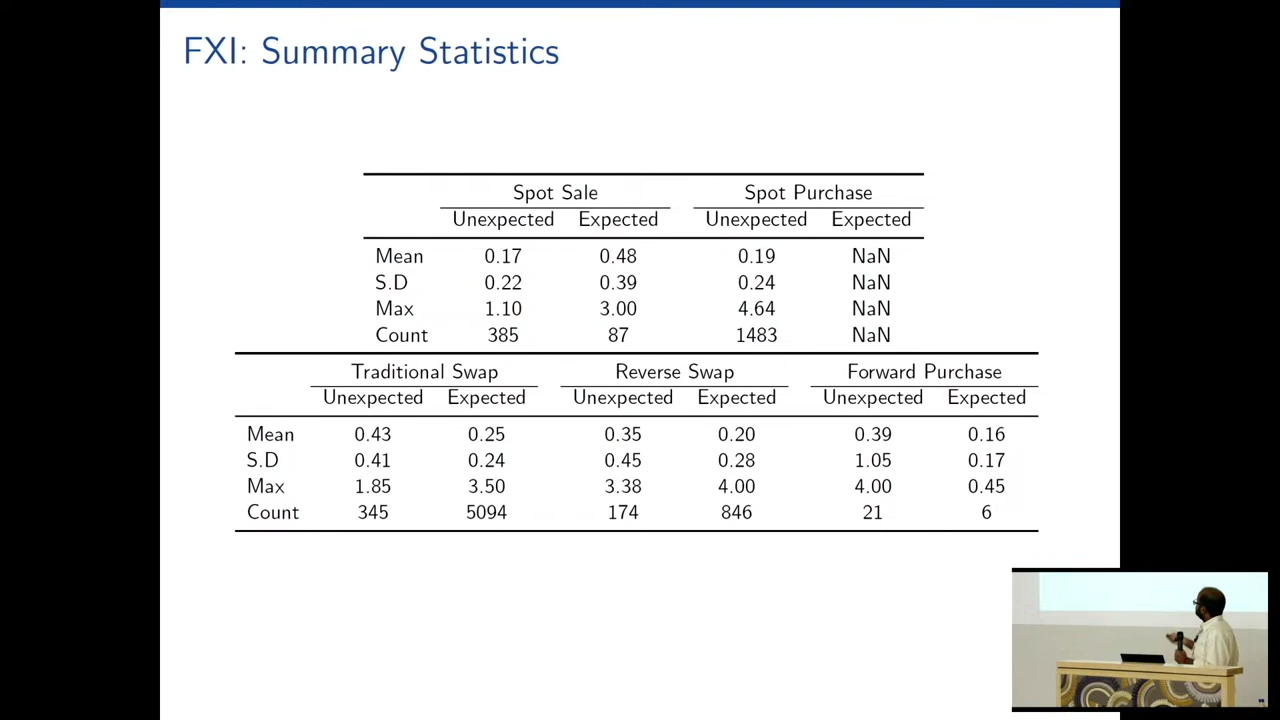 FXI: Summary Statistics
Spot Sale Spot Purchase
Unexpected Expected Unexpected Expected
Mean 0.17 0.48 0.19 NaN
S.D 0.22 0.39 0.24 NaN
Max 1.10 3.00 4.64 NaN
Count 385 87 1483 NaN
Traditional Swap Reverse Swap Forward Purchase
Unexpected Expected Unexpected Expected Unexpected Expected
Mean 0.43 0.25 0.35 0.20 0.39 0.16
S.D 0.41 0.24 0.45 0.28 1.05 0.17
Max 1.85 3.50 3.38 4.00 4.00 0.45
Count 345 5094 174 846 21 6